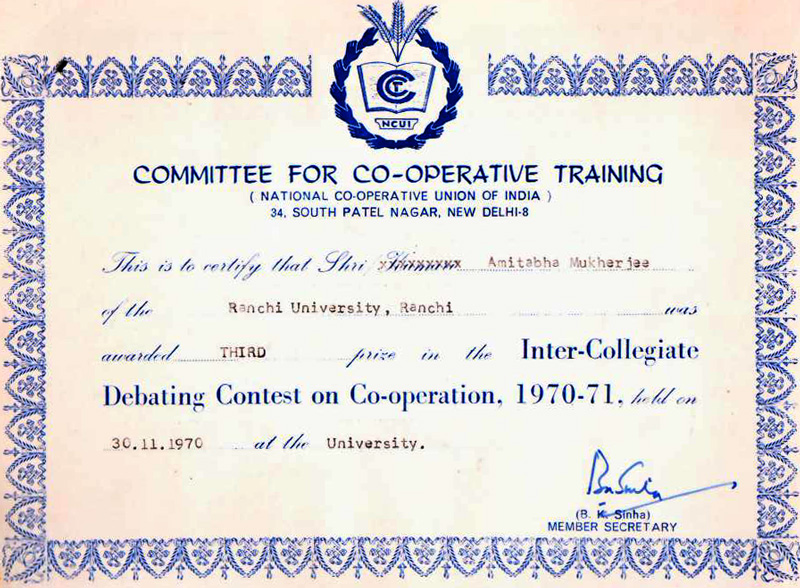 CCT
NCUI
COMMITTEE FOR CO-OPERATIVE TRAINING
( NATIONAL CO-OPERATIVE UNION OF INDIA )
34, SOUTH PATEL NAGAR, NEW DELHI-8
This is to certify that Shri xxxxxxxxx Amitabha Mukherjee
of the Ranchi University, Ranchi was
awarded THIRD prize in the Inter-Collegiate
Debating Contest on Co-operation, 1970-71, held on
30.11.1970 at the University.
(B. K. Sinha)
MEMBER SECRETARY